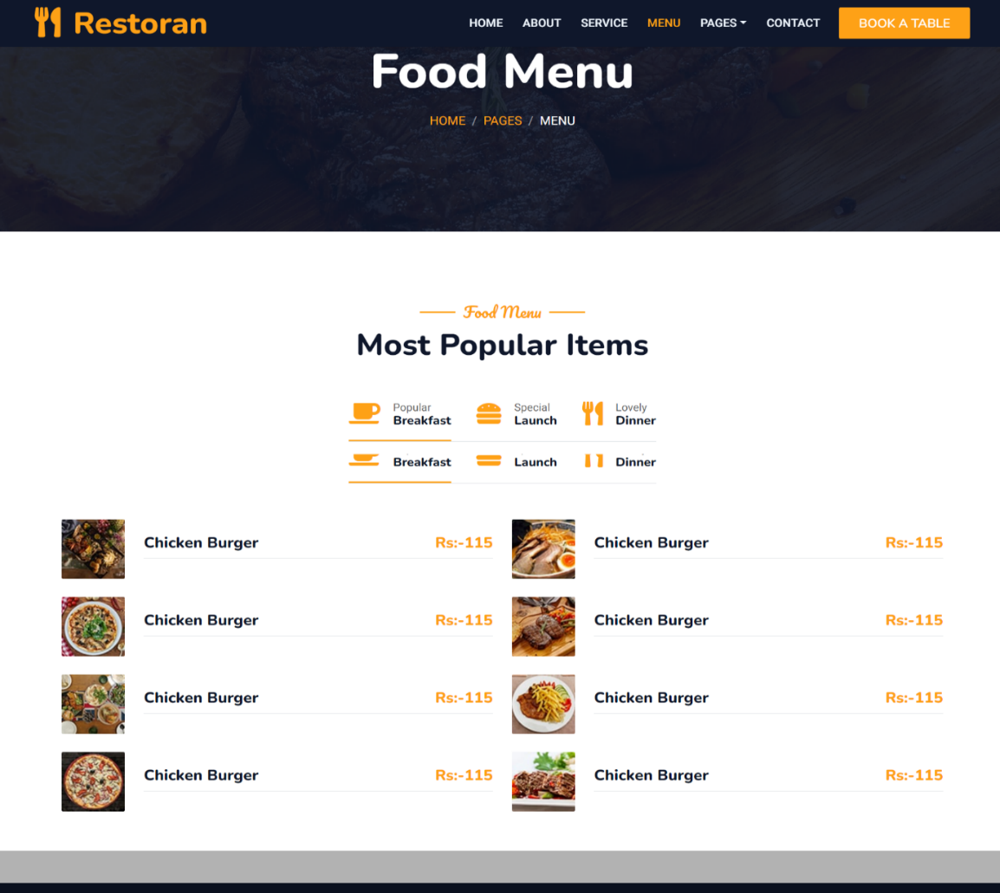 Restoran
HOME ABOUT SERVICE MENU PAGES CONTACT BOOK A TABLE
Food Menu
HOME / PAGES / MENU
Food Menu
Most Popular Items
Popular Special Lovely
Breakfast Launch Dinner
Breakfast Launch Dinner
Chicken Burger Rs:-115 Chicken Burger Rs:-115
Chicken Burger Rs:-115 Chicken Burger Rs:-115
Chicken Burger Rs:-115 Chicken Burger Rs:-115
Chicken Burger Rs:-115 Chicken Burger Rs:-115